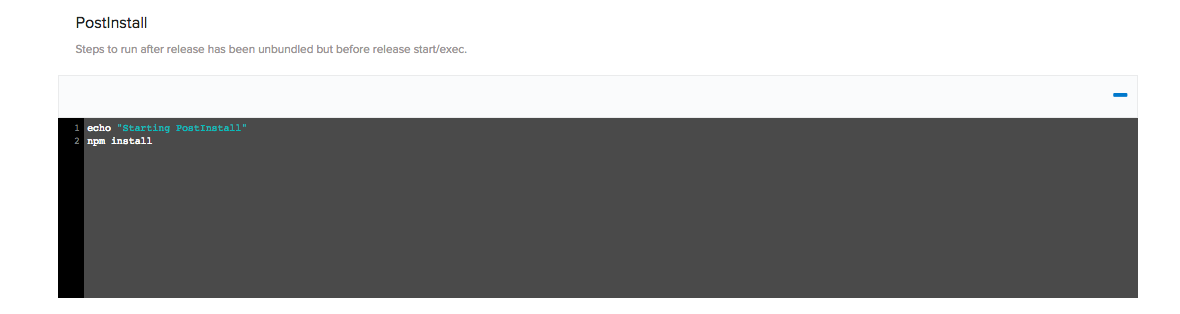 PostInstall
Steps to run after release has been unbundled but before release start/exec.
1 echo "Starting PostInstall"
2 npm install